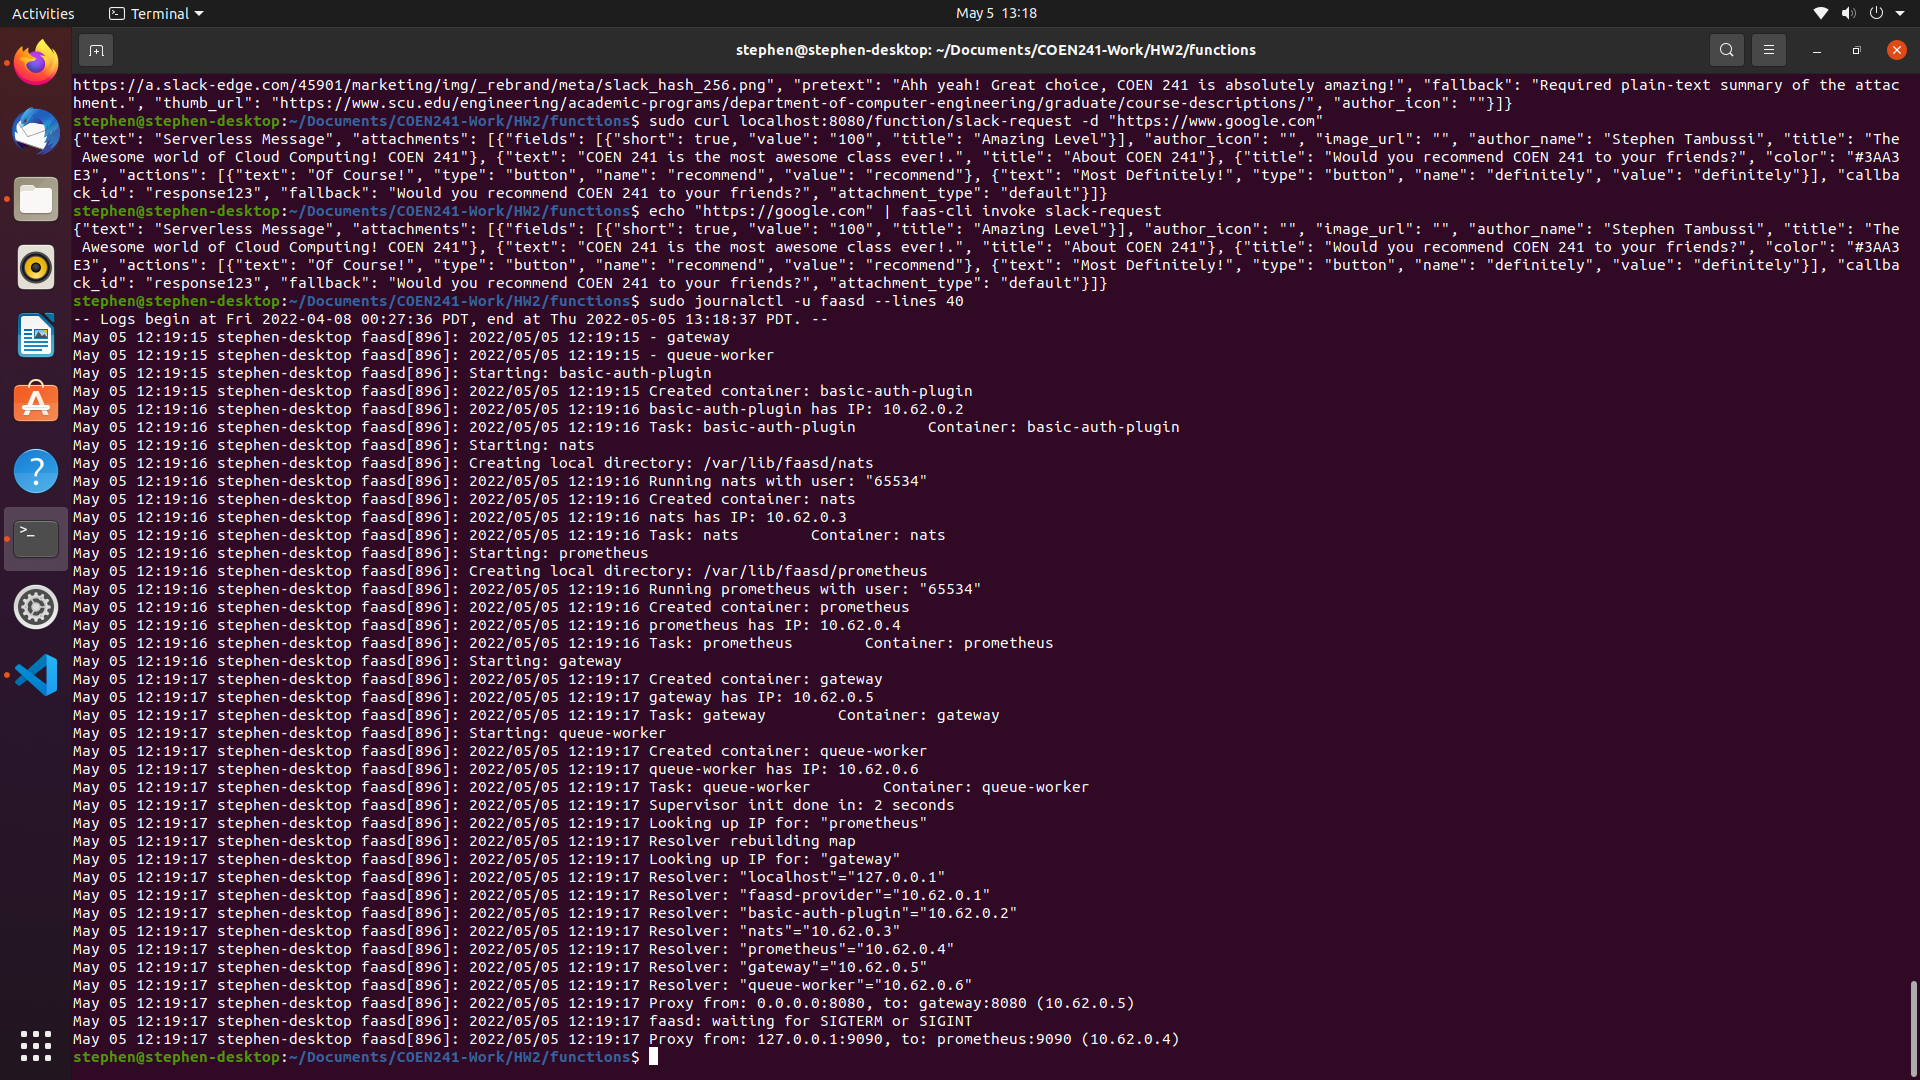 Activities
Terminal
May 5 13:18
stephen@stephen-desktop: ~/Documents/COEN241-Work/HW2/functions
https://a.slack-edge.com/45901/marketing/img/_rebrand/meta/slack_hash_256.png", "pretext": "Ahh yeah! Great choice, COEN 241 is absolutely amazing!", "fallback": "Required plain-text summary of the attac
hment.", "thumb_url": "https://www.scu.edu/engineering/academic-programs/department-of-computer-engineering/graduate/course-descriptions/", "author_icon": ""}]}
stephen@stephen-desktop:~/Documents/COEN241-Work/HW2/functions$ sudo curl localhost:8080/function/slack-request -d "https://www.google.com"
{"text": "Serverless Message", "attachments": [{"fields": [{"short": true, "value": "100", "title": "Amazing Level"}], "author_icon": "", "image_url": "", "author_name": "Stephen Tambussi", "title": "The
 Awesome world of Cloud Computing! COEN 241"}, {"text": "COEN 241 is the most awesome class ever!.", "title": "About COEN 241"}, {"title": "Would you recommend COEN 241 to your friends?", "color": "#3AA3
E3", "actions": [{"text": "Of Course!", "type": "button", "name": "recommend", "value": "recommend"}, {"text": "Most Definitely!", "type": "button", "name": "definitely", "value": "definitely"}], "callba
ck_id": "response123", "fallback": "Would you recommend COEN 241 to your friends?", "attachment_type": "default"}]}
stephen@stephen-desktop:~/Documents/COEN241-Work/HW2/functions$ echo "https://google.com" | faas-cli invoke slack-request
{"text": "Serverless Message", "attachments": [{"fields": [{"short": true, "value": "100", "title": "Amazing Level"}], "author_icon": "", "image_url": "", "author_name": "Stephen Tambussi", "title": "The
 Awesome world of Cloud Computing! COEN 241"}, {"text": "COEN 241 is the most awesome class ever!.", "title": "About COEN 241"}, {"title": "Would you recommend COEN 241 to your friends?", "color": "#3AA3
E3", "actions": [{"text": "Of Course!", "type": "button", "name": "recommend", "value": "recommend"}, {"text": "Most Definitely!", "type": "button", "name": "definitely", "value": "definitely"}], "callba
ck_id": "response123", "fallback": "Would you recommend COEN 241 to your friends?", "attachment_type": "default"}]}
stephen@stephen-desktop:~/Documents/COEN241-Work/HW2/functions$ sudo journalctl -u faasd --lines 40
-- Logs begin at Fri 2022-04-08 00:27:36 PDT, end at Thu 2022-05-05 13:18:37 PDT. --
May 05 12:19:15 stephen-desktop faasd[896]: 2022/05/05 12:19:15 - gateway
May 05 12:19:15 stephen-desktop faasd[896]: 2022/05/05 12:19:15 - queue-worker
May 05 12:19:15 stephen-desktop faasd[896]: Starting: basic-auth-plugin
May 05 12:19:15 stephen-desktop faasd[896]: 2022/05/05 12:19:15 Created container: basic-auth-plugin
May 05 12:19:16 stephen-desktop faasd[896]: 2022/05/05 12:19:16 basic-auth-plugin has IP: 10.62.0.2
May 05 12:19:16 stephen-desktop faasd[896]: 2022/05/05 12:19:16 Task: basic-auth-plugin        Container: basic-auth-plugin
May 05 12:19:16 stephen-desktop faasd[896]: Starting: nats
May 05 12:19:16 stephen-desktop faasd[896]: Creating local directory: /var/lib/faasd/nats
May 05 12:19:16 stephen-desktop faasd[896]: 2022/05/05 12:19:16 Running nats with user: "65534"
May 05 12:19:16 stephen-desktop faasd[896]: 2022/05/05 12:19:16 Created container: nats
May 05 12:19:16 stephen-desktop faasd[896]: 2022/05/05 12:19:16 nats has IP: 10.62.0.3
May 05 12:19:16 stephen-desktop faasd[896]: 2022/05/05 12:19:16 Task: nats        Container: nats
May 05 12:19:16 stephen-desktop faasd[896]: Starting: prometheus
May 05 12:19:16 stephen-desktop faasd[896]: Creating local directory: /var/lib/faasd/prometheus
May 05 12:19:16 stephen-desktop faasd[896]: 2022/05/05 12:19:16 Running prometheus with user: "65534"
May 05 12:19:16 stephen-desktop faasd[896]: 2022/05/05 12:19:16 Created container: prometheus
May 05 12:19:16 stephen-desktop faasd[896]: 2022/05/05 12:19:16 prometheus has IP: 10.62.0.4
May 05 12:19:16 stephen-desktop faasd[896]: 2022/05/05 12:19:16 Task: prometheus        Container: prometheus
May 05 12:19:16 stephen-desktop faasd[896]: Starting: gateway
May 05 12:19:17 stephen-desktop faasd[896]: 2022/05/05 12:19:17 Created container: gateway
May 05 12:19:17 stephen-desktop faasd[896]: 2022/05/05 12:19:17 gateway has IP: 10.62.0.5
May 05 12:19:17 stephen-desktop faasd[896]: 2022/05/05 12:19:17 Task: gateway        Container: gateway
May 05 12:19:17 stephen-desktop faasd[896]: Starting: queue-worker
May 05 12:19:17 stephen-desktop faasd[896]: 2022/05/05 12:19:17 Created container: queue-worker
May 05 12:19:17 stephen-desktop faasd[896]: 2022/05/05 12:19:17 queue-worker has IP: 10.62.0.6
May 05 12:19:17 stephen-desktop faasd[896]: 2022/05/05 12:19:17 Task: queue-worker        Container: queue-worker
May 05 12:19:17 stephen-desktop faasd[896]: 2022/05/05 12:19:17 Supervisor init done in: 2 seconds
May 05 12:19:17 stephen-desktop faasd[896]: 2022/05/05 12:19:17 Looking up IP for: "prometheus"
May 05 12:19:17 stephen-desktop faasd[896]: 2022/05/05 12:19:17 Resolver rebuilding map
May 05 12:19:17 stephen-desktop faasd[896]: 2022/05/05 12:19:17 Looking up IP for: "gateway"
May 05 12:19:17 stephen-desktop faasd[896]: 2022/05/05 12:19:17 Resolver: "localhost"="127.0.0.1"
May 05 12:19:17 stephen-desktop faasd[896]: 2022/05/05 12:19:17 Resolver: "faasd-provider"="10.62.0.1"
May 05 12:19:17 stephen-desktop faasd[896]: 2022/05/05 12:19:17 Resolver: "basic-auth-plugin"="10.62.0.2"
May 05 12:19:17 stephen-desktop faasd[896]: 2022/05/05 12:19:17 Resolver: "nats"="10.62.0.3"
May 05 12:19:17 stephen-desktop faasd[896]: 2022/05/05 12:19:17 Resolver: "prometheus"="10.62.0.4"
May 05 12:19:17 stephen-desktop faasd[896]: 2022/05/05 12:19:17 Resolver: "gateway"="10.62.0.5"
May 05 12:19:17 stephen-desktop faasd[896]: 2022/05/05 12:19:17 Resolver: "queue-worker"="10.62.0.6"
May 05 12:19:17 stephen-desktop faasd[896]: 2022/05/05 12:19:17 Proxy from: 0.0.0.0:8080, to: gateway:8080 (10.62.0.5)
May 05 12:19:17 stephen-desktop faasd[896]: 2022/05/05 12:19:17 faasd: waiting for SIGTERM or SIGINT
May 05 12:19:17 stephen-desktop faasd[896]: 2022/05/05 12:19:17 Proxy from: 127.0.0.1:9090, to: prometheus:9090 (10.62.0.4)
stephen@stephen-desktop:~/Documents/COEN241-Work/HW2/functions$